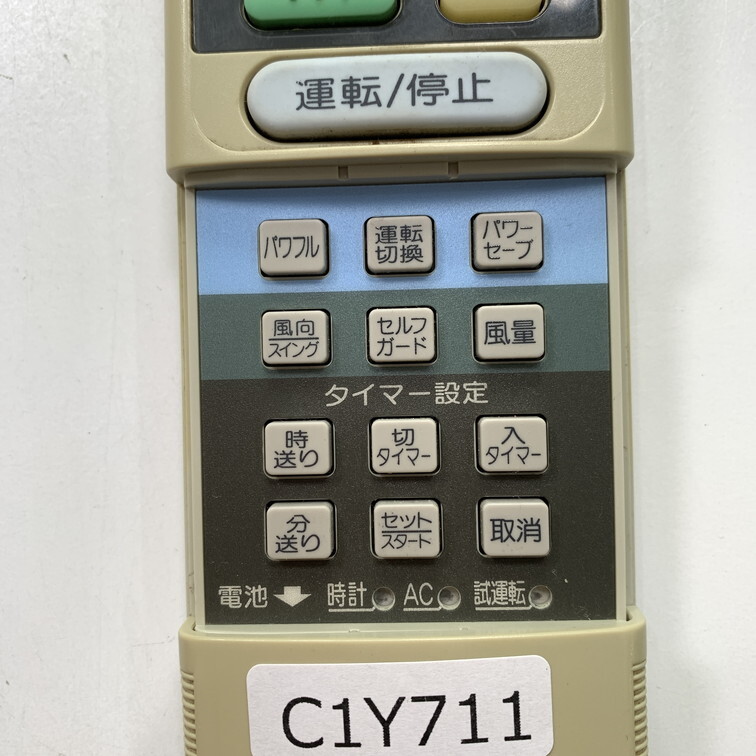 運転/停止
パワフル
運転
切換
パワー
セーブ
風向
スイング
セルフ
ガード
風量
タイマー設定
時
送り
切
タイマー
入
タイマー
分
送り
セット
スタート
取消
電池 時計 AC 試運転
C1Y711